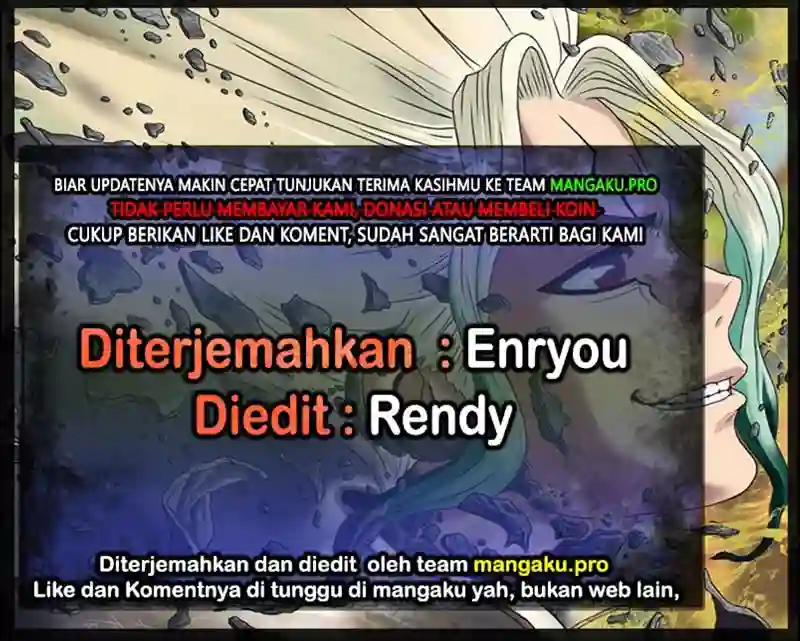 BIAR UPDATENYA MAKIN CEPAT TUNJUKAN TERIMA KASIHMU KE TEAM MANGAKU.PRO
TIDAK PERLU MEMBAYAR KAMI, DONASI ATAU MEMBELI KOIN
CUKUP BERIKAN LIKE DAN KOMENT, SUDAH SANGAT BERARTI BAGI KAMI
Diterjemahkan : Enryou
Diedit : Rendy
Diterjemahkan dan diedit oleh team mangaku.pro
Like dan Komentnya di tunggu di mangaku yah, bukan web lain,